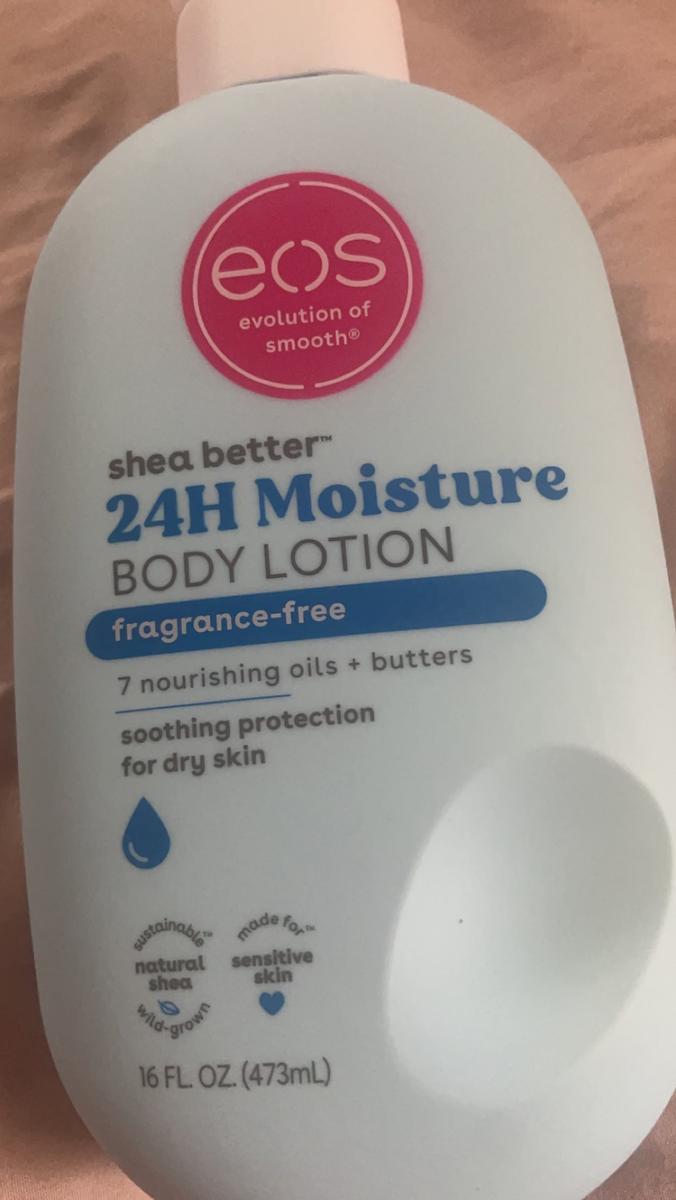 eos
evolution of
smooth®
shea better™
24H Moisture
BODY LOTION
fragrance-free
7 nourishing oils + butters
soothing protection
for dry skin
sustainable™
natural
shea
wild-grown
made for™
sensitive
skin
16 FL. OZ. (473mL)